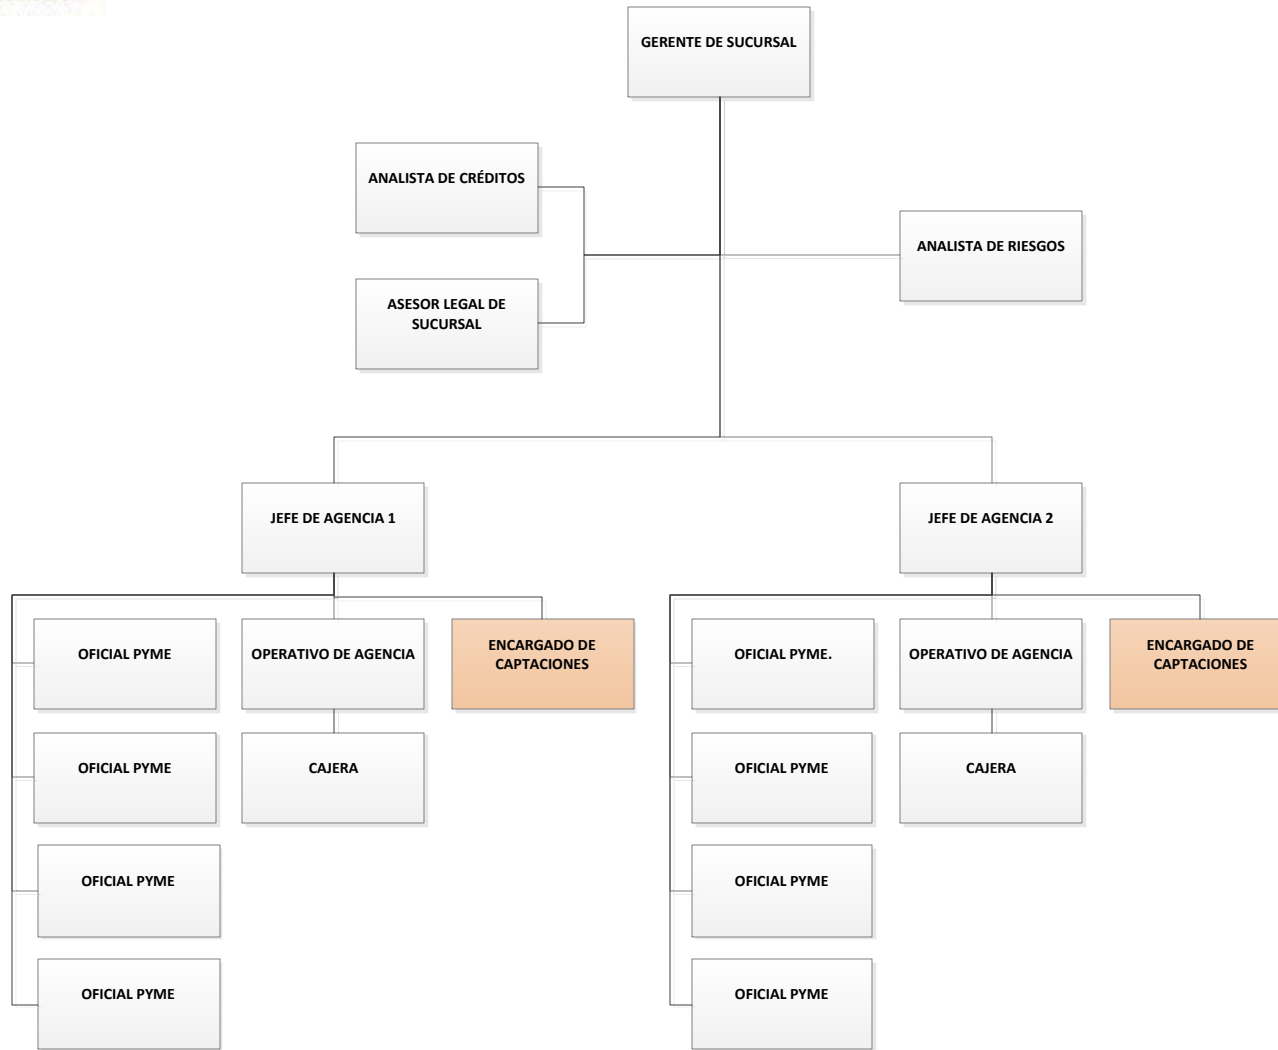 GERENTE DE SUCURSAL
ANALISTA DE CRÉDITOS
ANALISTA DE RIESGOS
ASESOR LEGAL DE
SUCURSAL
JEFE DE AGENCIA 1
JEFE DE AGENCIA 2
OFICIAL PYME
OPERATIVO DE AGENCIA
ENCARGADO DE
CAPTACIONES
OFICIAL PYME.
OPERATIVO DE AGENCIA
ENCARGADO DE
CAPTACIONES
OFICIAL PYME
CAJERA
OFICIAL PYME
CAJERA
OFICIAL PYME
OFICIAL PYME
OFICIAL PYME
OFICIAL PYME